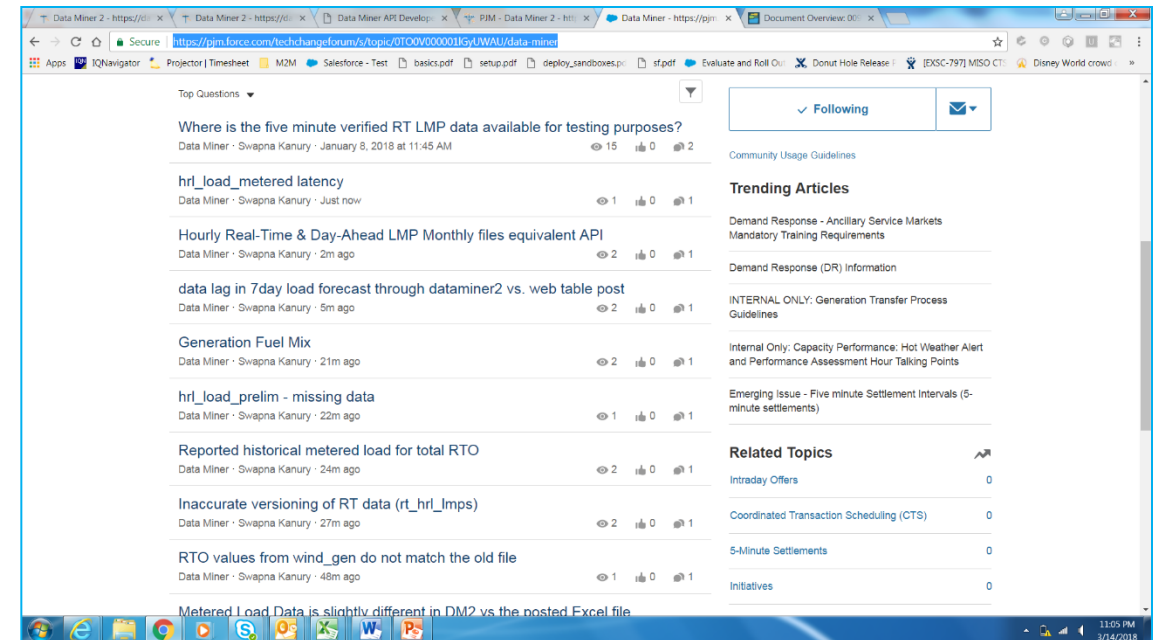 Data Miner 2 - https://da
Data Miner 2 - https://da
Data Miner API Develope
PJM - Data Miner 2 - htt
Data Miner - https://pjm.
Document Overview: 00
Secure
https://pjm.force.com/techchangeforum/s/topic/0TO0V000001lGyUWAU/data-miner
Apps
IQNavigator
Projector | Timesheet
M2M
Salesforce - Test
basics.pdf
setup.pdf
deploy_sandboxes.pd
sf.pdf
Evaluate and Roll Out
Donut Hole Release
[EXSC-797] MISO CTS
Disney World crowd
»
Top Questions
Where is the five minute verified RT LMP data available for testing purposes?
Data Miner · Swapna Kanury · January 8, 2018 at 11:45 AM 15 0 2
hrl_load_metered latency
Data Miner · Swapna Kanury · Just now 1 0 1
Hourly Real-Time & Day-Ahead LMP Monthly files equivalent API
Data Miner · Swapna Kanury · 2m ago 2 0 1
data lag in 7day load forecast through dataminer2 vs. web table post
Data Miner · Swapna Kanury · 5m ago 2 0 1
Generation Fuel Mix
Data Miner · Swapna Kanury · 21m ago 2 0 1
hrl_load_prelim - missing data
Data Miner · Swapna Kanury · 22m ago 1 0 1
Reported historical metered load for total RTO
Data Miner · Swapna Kanury · 24m ago 2 0 1
Inaccurate versioning of RT data (rt_hrl_lmps)
Data Miner · Swapna Kanury · 27m ago 2 0 1
RTO values from wind_gen do not match the old file
Data Miner · Swapna Kanury · 48m ago 1 0 1
Metered Load Data is slightly different in DM2 vs the posted Excel file
Following
Community Usage Guidelines
Trending Articles
Demand Response - Ancillary Service Markets
Mandatory Training Requirements
Demand Response (DR) Information
INTERNAL ONLY: Generation Transfer Process
Guidelines
Internal Only: Capacity Performance: Hot Weather Alert
and Performance Assessment Hour Talking Points
Emerging Issue - Five minute Settlement Intervals (5-
minute settlements)
Related Topics
Intraday Offers 0
Coordinated Transaction Scheduling (CTS) 0
5-Minute Settlements 0
Initiatives 0
11:05 PM
3/14/2018